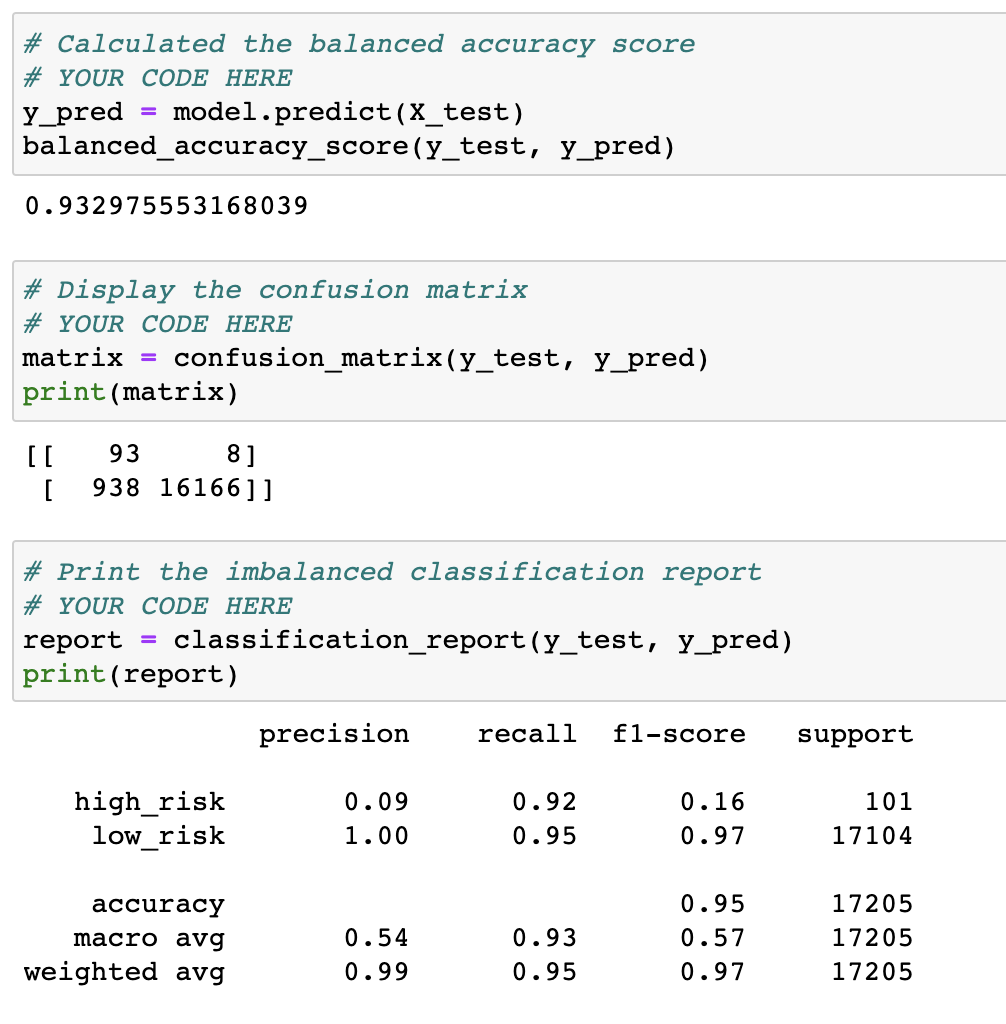 # Calculated the balanced accuracy score
# YOUR CODE HERE
y_pred = model.predict(X_test)
balanced_accuracy_score(y_test, y_pred)
0.932975553168039
# Display the confusion matrix
# YOUR CODE HERE
matrix = confusion_matrix(y_test, y_pred)
print(matrix)
[[   93     8]
 [  938 16166]]
# Print the imbalanced classification report
# YOUR CODE HERE
report = classification_report(y_test, y_pred)
print(report)
              precision    recall  f1-score   support
   high_risk       0.09      0.92      0.16       101
    low_risk       1.00      0.95      0.97     17104
    accuracy                           0.95     17205
   macro avg       0.54      0.93      0.57     17205
weighted avg       0.99      0.95      0.97     17205